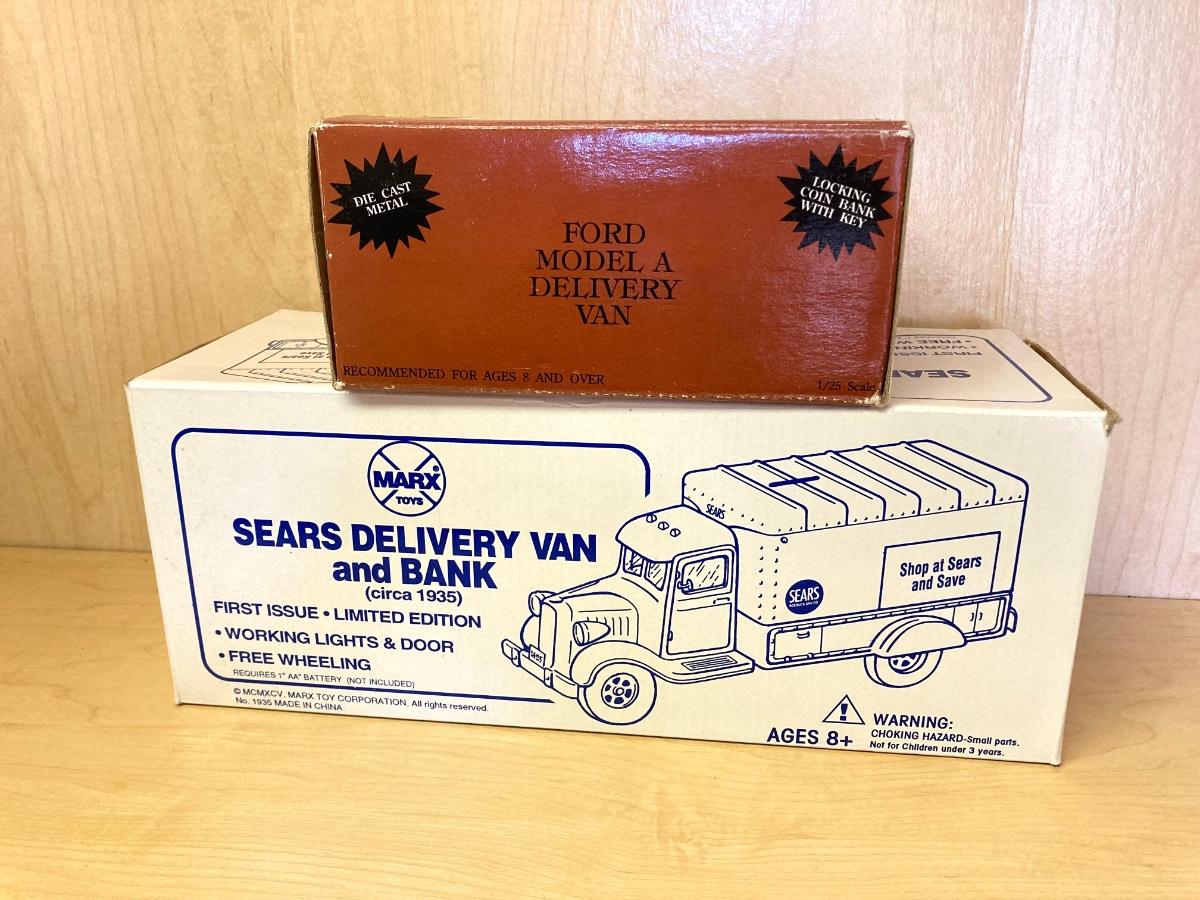 DIE CAST
METAL
LOCKING
COIN BANK
WITH KEY
FORD
MODEL A
DELIVERY
VAN
RECOMMENDED FOR AGES 8 AND OVER
1/25 Scale
MARX®
TOYS
SEARS DELIVERY VAN
and BANK
(circa 1935)
FIRST ISSUE • LIMITED EDITION
• WORKING LIGHTS & DOOR
• FREE WHEELING
REQUIRES 1" AA" BATTERY (NOT INCLUDED)
© MCMXCV. MARX TOY CORPORATION. All rights reserved.
No. 1935 MADE IN CHINA
SEARS
SEARS
ROEBUCK AND CO
Shop at Sears
and Save
AGES 8+
WARNING:
CHOKING HAZARD-Small parts.
Not for Children under 3 years.